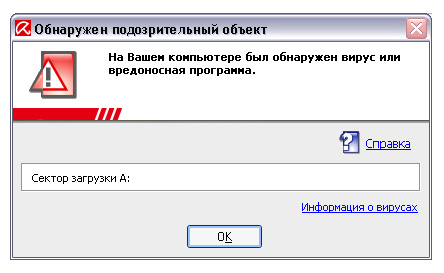 Обнаружен подозрительный объект
На Вашем компьютере был обнаружен вирус или
вредоносная программа.
Справка
Сектор загрузки A:
Информация о вирусах
OK